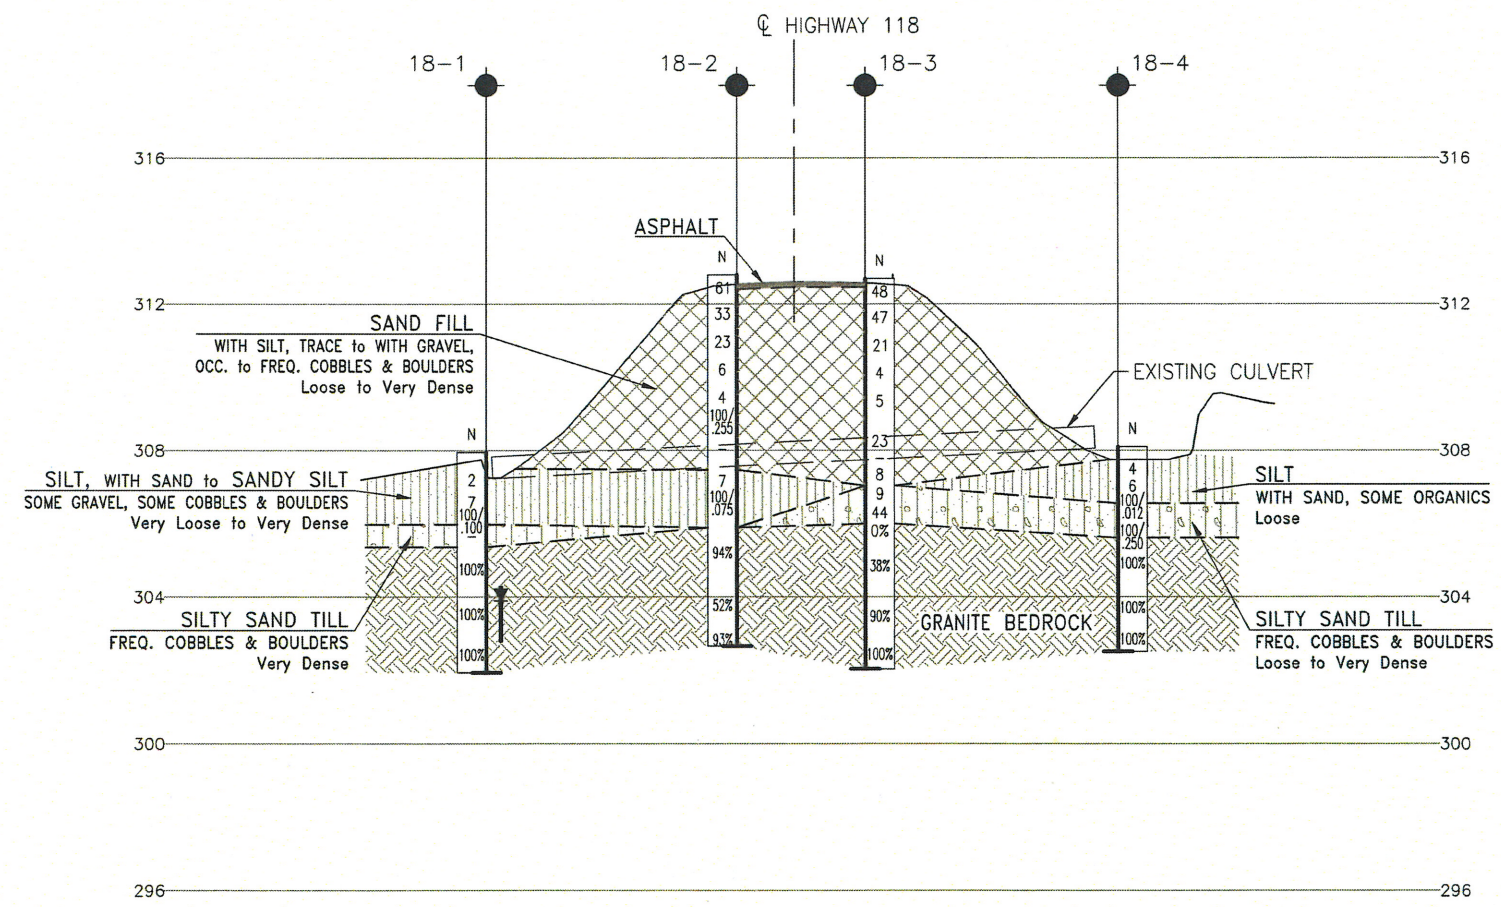 ℄ HIGHWAY 118
18-1
18-2
18-3
18-4
316
316
ASPHALT
N
N
312
312
61
33
23
6
4
100/
.255
–
7
100/
.075
94%
52%
93%
48
47
21
4
5
23
–
8
9
44
0%
38%
90%
100%
SAND FILL
WITH SILT, TRACE to WITH GRAVEL,
OCC. to FREQ. COBBLES & BOULDERS
Loose to Very Dense
EXISTING CULVERT
N
N
308
308
2
7
100/
.100
100%
100%
100%
4
6
100/
.012
100/
.250
100%
100%
100%
SILT, WITH SAND to SANDY SILT
SOME GRAVEL, SOME COBBLES & BOULDERS
Very Loose to Very Dense
SILT
WITH SAND, SOME ORGANICS
Loose
304
304
SILTY SAND TILL
FREQ. COBBLES & BOULDERS
Very Dense
GRANITE BEDROCK
SILTY SAND TILL
FREQ. COBBLES & BOULDERS
Loose to Very Dense
300
300
296
296